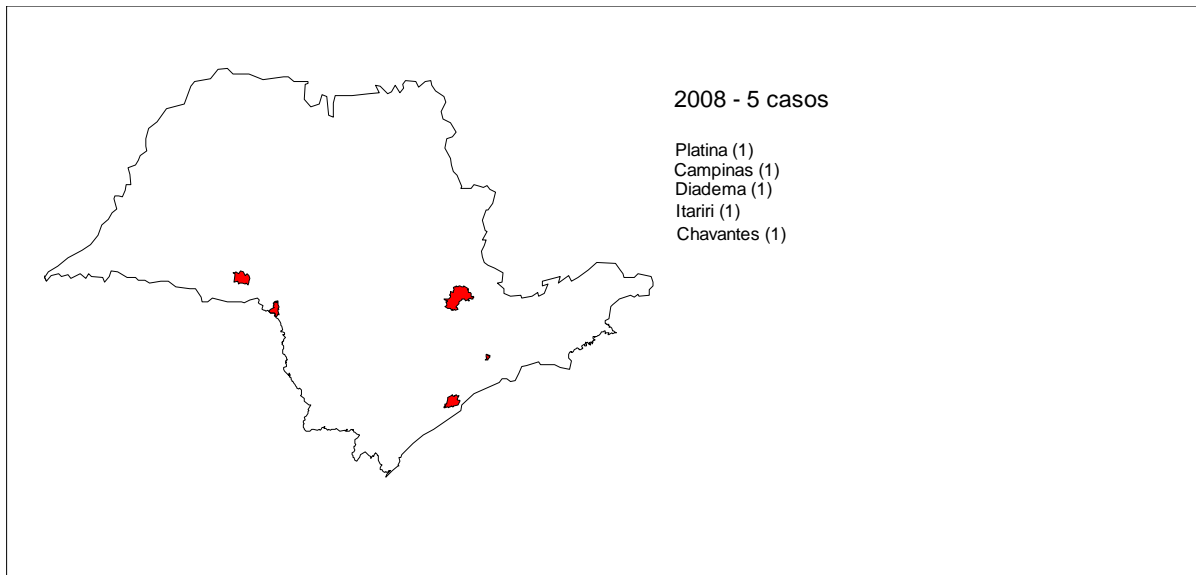 2008 - 5 casos
Platina (1)
Campinas (1)
Diadema (1)
Itariri (1)
Chavantes (1)